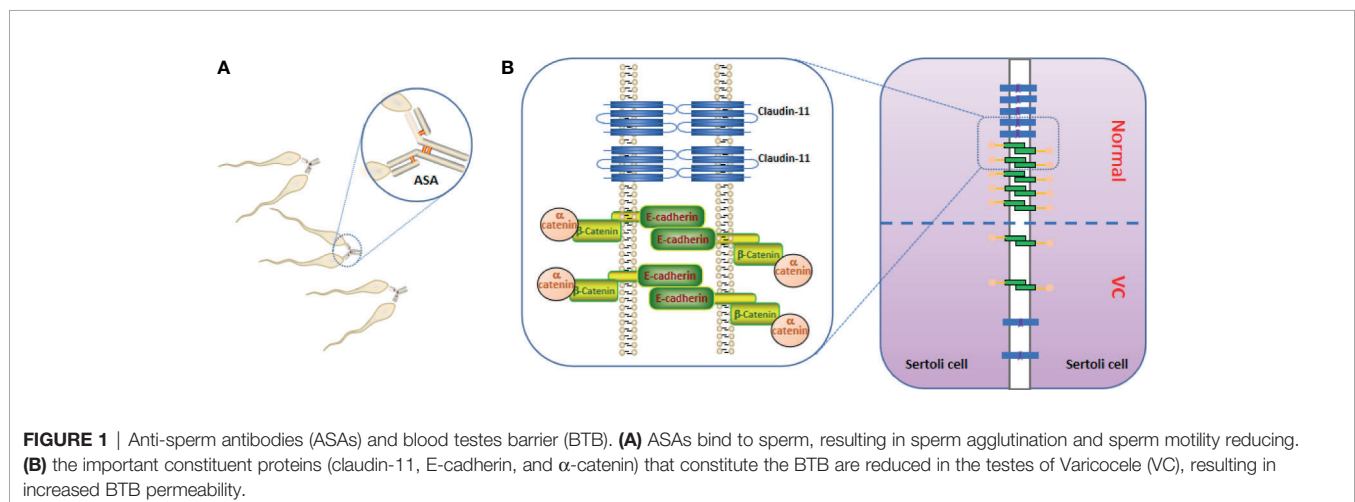 A
ASA
B
Claudin-11
Claudin-11
α
catenin
β-Catenin
E-cadherin
E-cadherin
β-Catenin
α
catenin
α
catenin
β-Catenin
E-cadherin
E-cadherin
β-Catenin
α
catenin
Normal
VC
Sertoli cell
Sertoli cell
FIGURE 1 | Anti-sperm antibodies (ASAs) and blood testes barrier (BTB). (A) ASAs bind to sperm, resulting in sperm agglutination and sperm motility reducing.
(B) the important constituent proteins (claudin-11, E-cadherin, and α-catenin) that constitute the BTB are reduced in the testes of Varicocele (VC), resulting in
increased BTB permeability.